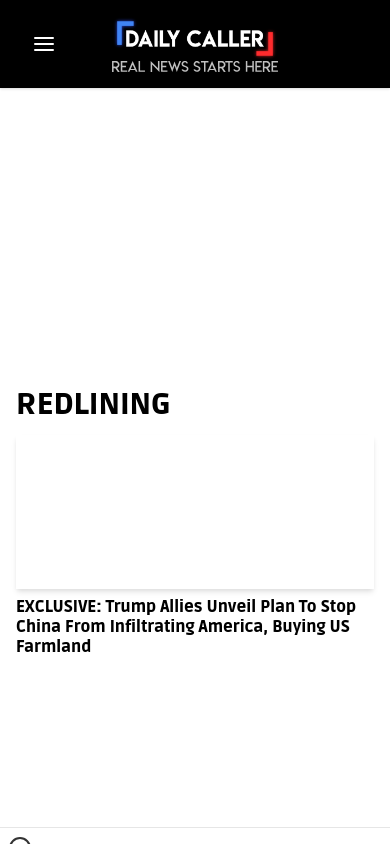 DAILY CALLER
REAL NEWS STARTS HERE
REDLINING
EXCLUSIVE: Trump Allies Unveil Plan To Stop
China From Infiltrating America, Buying US
Farmland